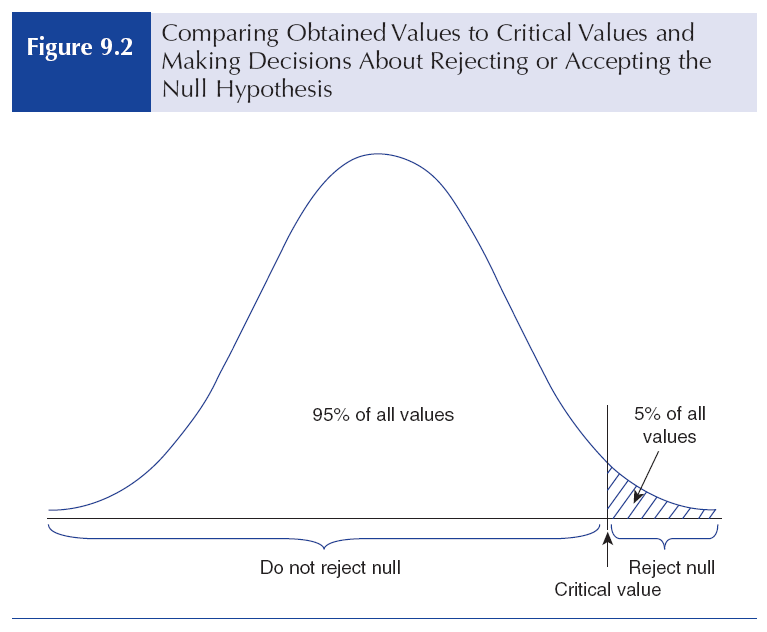 Figure 9.2
Comparing Obtained Values to Critical Values and
Making Decisions About Rejecting or Accepting the
Null Hypothesis
95% of all values
5% of all
values
Do not reject null
Reject null
Critical value